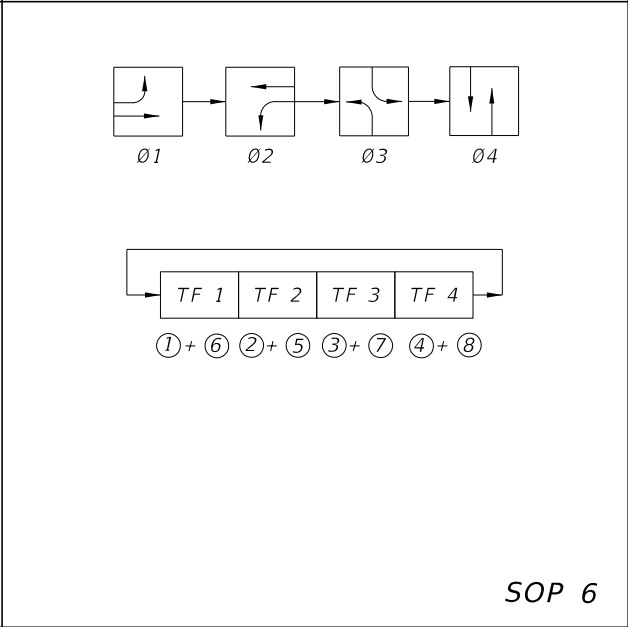 Ø1 Ø2 Ø3 Ø4
TF 1 TF 2 TF 3 TF 4
①+ ⑥ ②+ ⑤ ③+ ⑦ ④+ ⑧
SOP 6